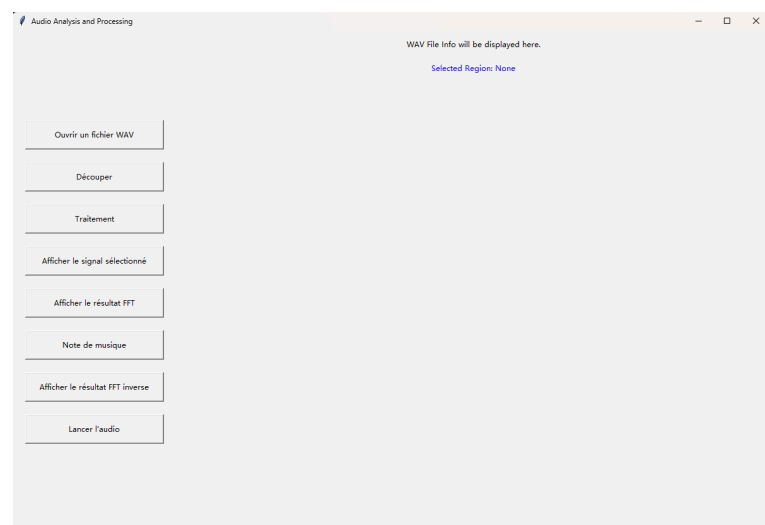 Audio Analysis and Processing
WAV File Info will be displayed here.
Selected Region: None
Ouvrir un fichier WAV
Découper
Traitement
Afficher le signal sélectionné
Afficher le résultat FFT
Note de musique
Afficher le résultat FFT inverse
Lancer l'audio